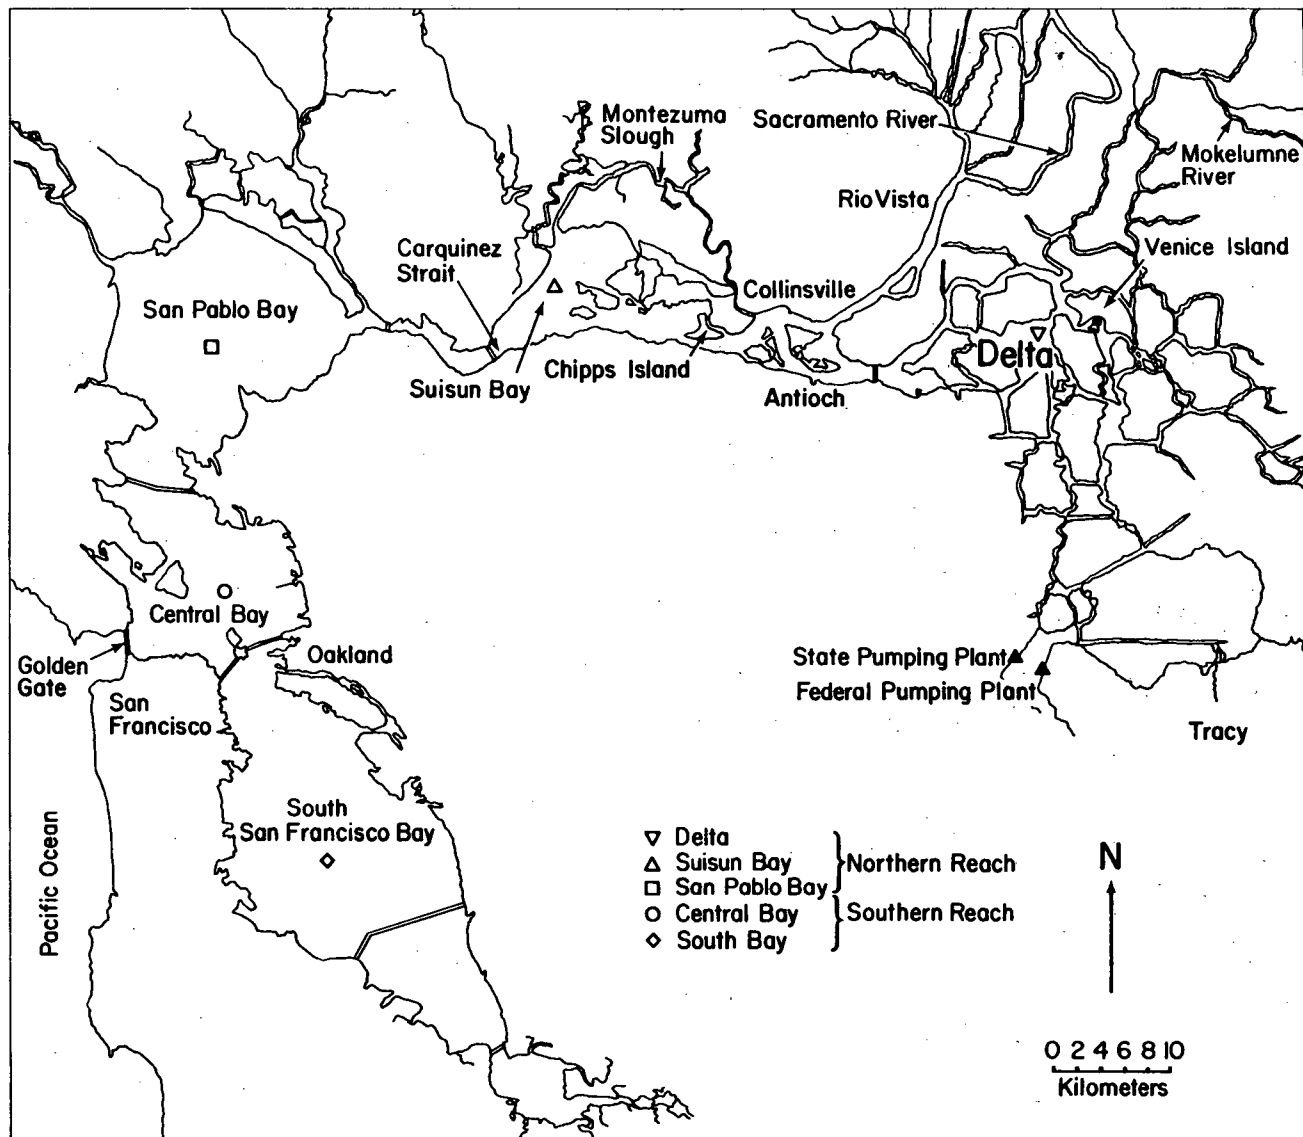 Montezuma
Slough
Sacramento River
Mokelumne
River
Rio Vista
Carquinez
Strait
Venice Island
San Pablo Bay
Collinsville
Suisun Bay
Chipps Island
Delta
Antioch
Central Bay
Golden
Gate
Oakland
San
Francisco
State Pumping Plant
Federal Pumping Plant
Tracy
South
San Francisco Bay
Pacific Ocean
Delta
Suisun Bay
San Pablo Bay
Northern Reach
Central Bay
South Bay
Southern Reach
N
0 2 4 6 8 10
Kilometers